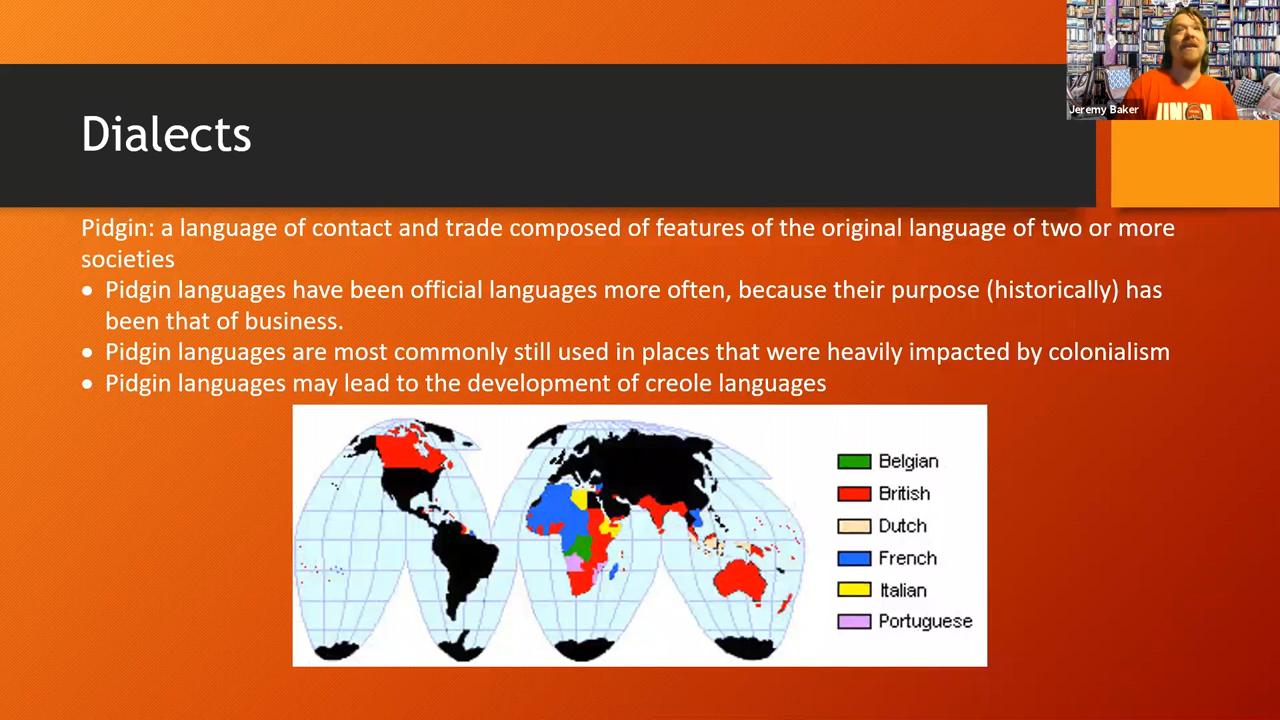 Jeremy Baker
Dialects
Pidgin: a language of contact and trade composed of features of the original language of two or more
societies
• Pidgin languages have been official languages more often, because their purpose (historically) has
been that of business.
• Pidgin languages are most commonly still used in places that were heavily impacted by colonialism
• Pidgin languages may lead to the development of creole languages
Belgian
British
Dutch
French
Italian
Portuguese